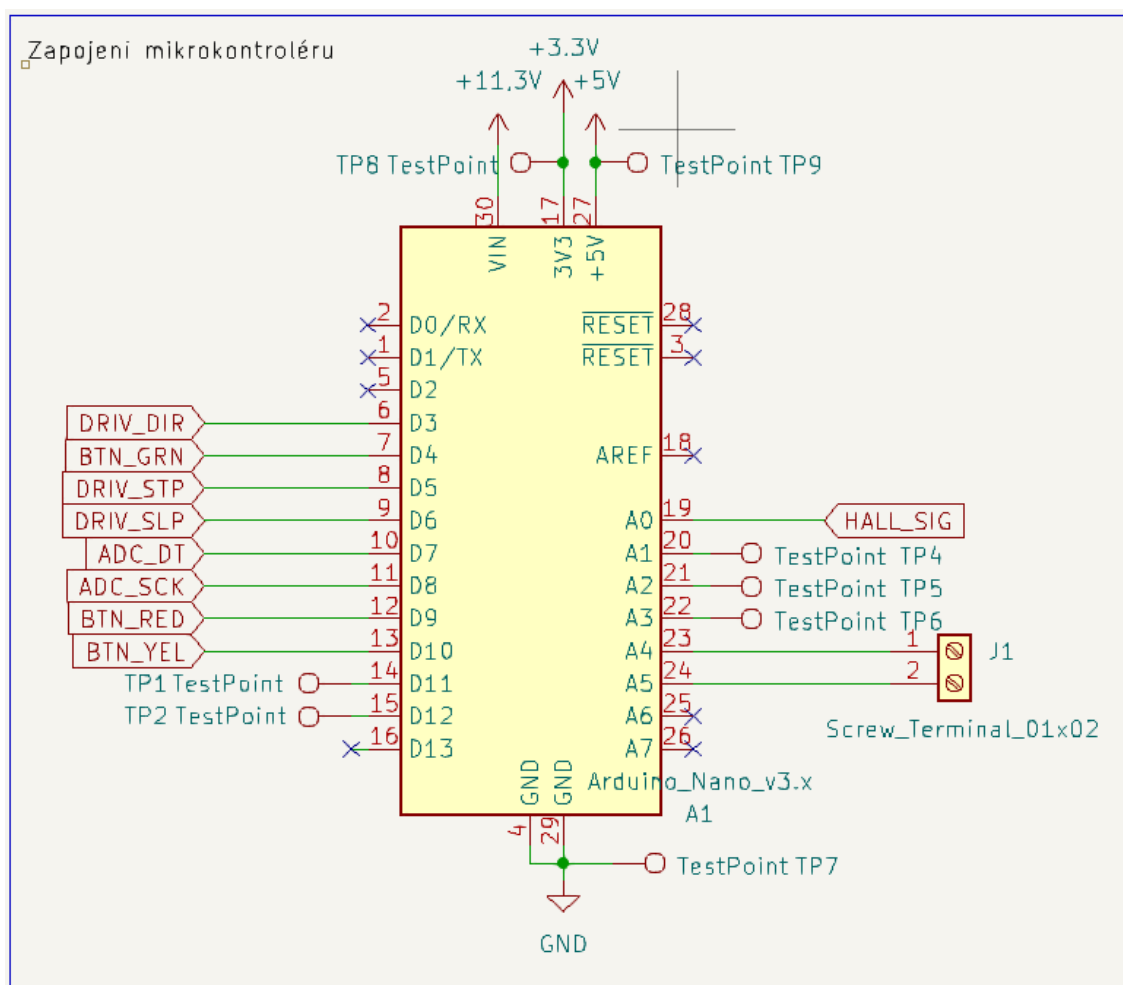 Zapojení mikrokontroléru
+3.3V
+11,3V
+5V
TP8 TestPoint
TestPoint TP9
30
17
27
VIN
3V3
+5V
2
D0/RX
RESET
28
1
D1/TX
RESET
3
5
D2
DRIV_DIR
6
D3
BTN_GRN
7
D4
AREF
18
DRIV_STP
8
D5
DRIV_SLP
9
D6
A0
19
HALL_SIG
ADC_DT
10
D7
A1
20
TestPoint TP4
ADC_SCK
11
D8
A2
21
TestPoint TP5
BTN_RED
12
D9
A3
22
TestPoint TP6
BTN_YEL
13
D10
A4
23
1
J1
TP1 TestPoint
14
D11
A5
24
2
TP2 TestPoint
15
D12
A6
25
Screw_Terminal_01x02
16
D13
A7
26
GND
GND
Arduino_Nano_v3.x
A1
4
29
TestPoint TP7
GND